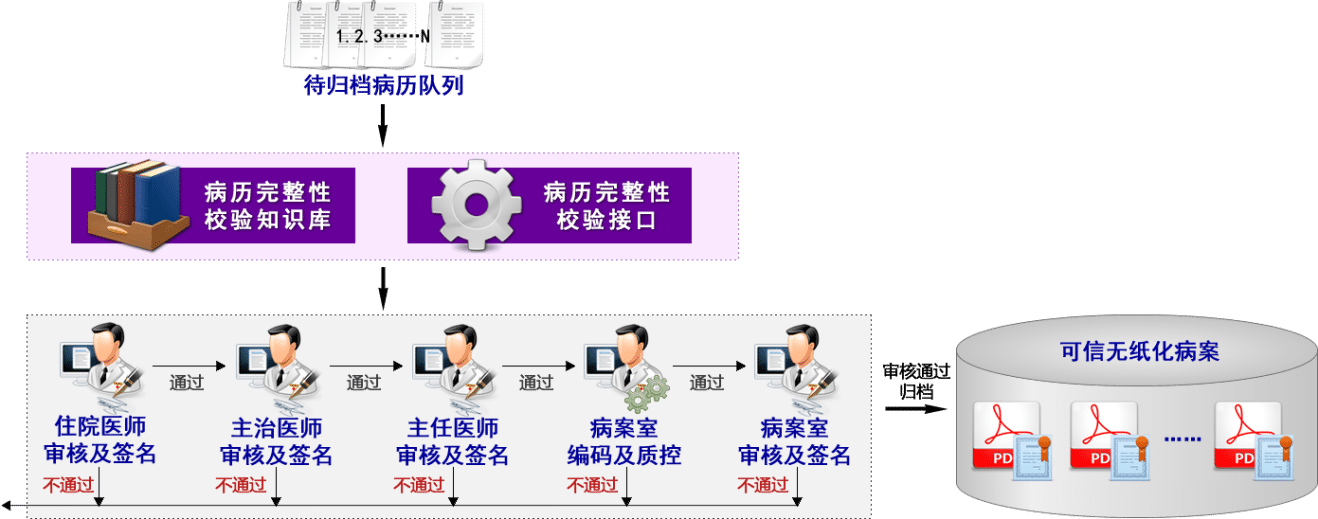 1.2.3……N
待归档病历队列
病历完整性
校验知识库
病历完整性
校验接口
通过
通过
通过
通过
住院医师
审核及签名
主治医师
审核及签名
主任医师
审核及签名
病案室
编码及质控
病案室
审核及签名
不通过
不通过
不通过
不通过
不通过
审核通过
归档
可信无纸化病案
PD
PD
……
PD